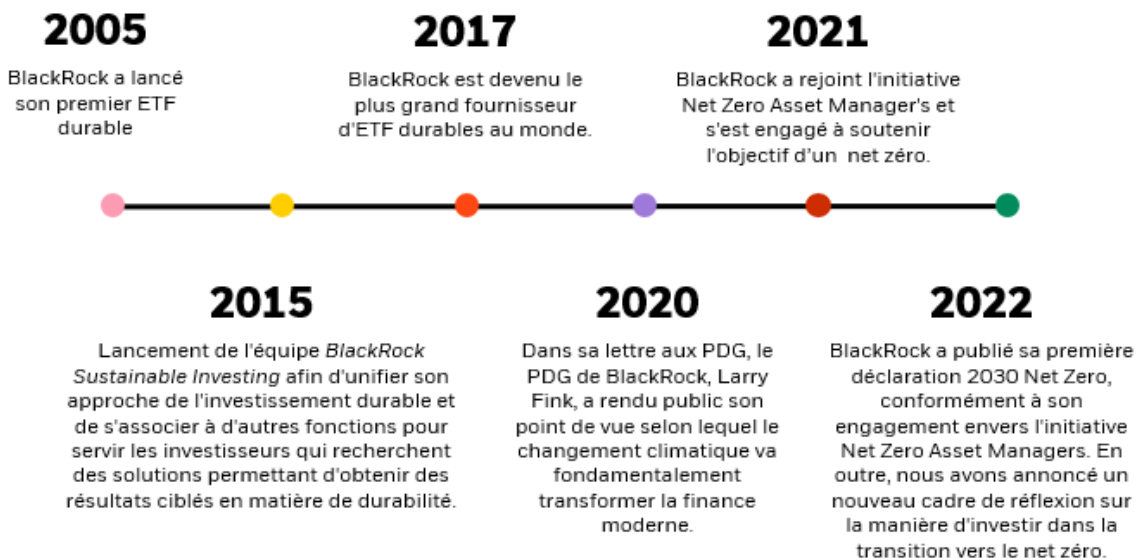 2005
BlackRock a lancé
son premier ETF
durable
2017
BlackRock est devenu le
plus grand fournisseur
d'ETF durables au monde.
2021
BlackRock a rejoint l'initiative
Net Zero Asset Manager's et
s'est engagé à soutenir
l'objectif d'un net zéro.
2015
Lancement de l'équipe BlackRock
Sustainable Investing afin d'unifier son
approche de l'investissement durable et
de s'associer à d'autres fonctions pour
servir les investisseurs qui recherchent
des solutions permettant d'obtenir des
résultats ciblés en matière de durabilité.
2020
Dans sa lettre aux PDG, le
PDG de BlackRock, Larry
Fink, a rendu public son
point de vue selon lequel le
changement climatique va
fondamentalement
transformer la finance
moderne.
2022
BlackRock a publié sa première
déclaration 2030 Net Zero,
conformément à son
engagement envers l'initiative
Net Zero Asset Managers. En
outre, nous avons annoncé un
nouveau cadre de réflexion sur
la manière d'investir dans la
transition vers le net zéro.